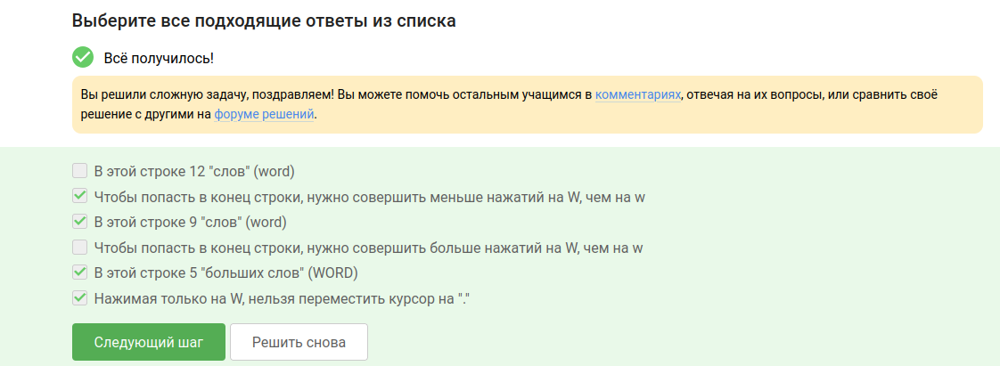 Выберите все подходящие ответы из списка
Всё получилось!
Вы решили сложную задачу, поздравляем! Вы можете помочь остальным учащимся в комментариях, отвечая на их вопросы, или сравнить своё
решение с другими на форуме решений.
В этой строке 12 "слов" (word)
Чтобы попасть в конец строки, нужно совершить меньше нажатий на W, чем на w
В этой строке 9 "слов" (word)
Чтобы попасть в конец строки, нужно совершить больше нажатий на W, чем на w
В этой строке 5 "больших слов" (WORD)
Нажимая только на W, нельзя переместить курсор на "."
Следующий шаг
Решить снова